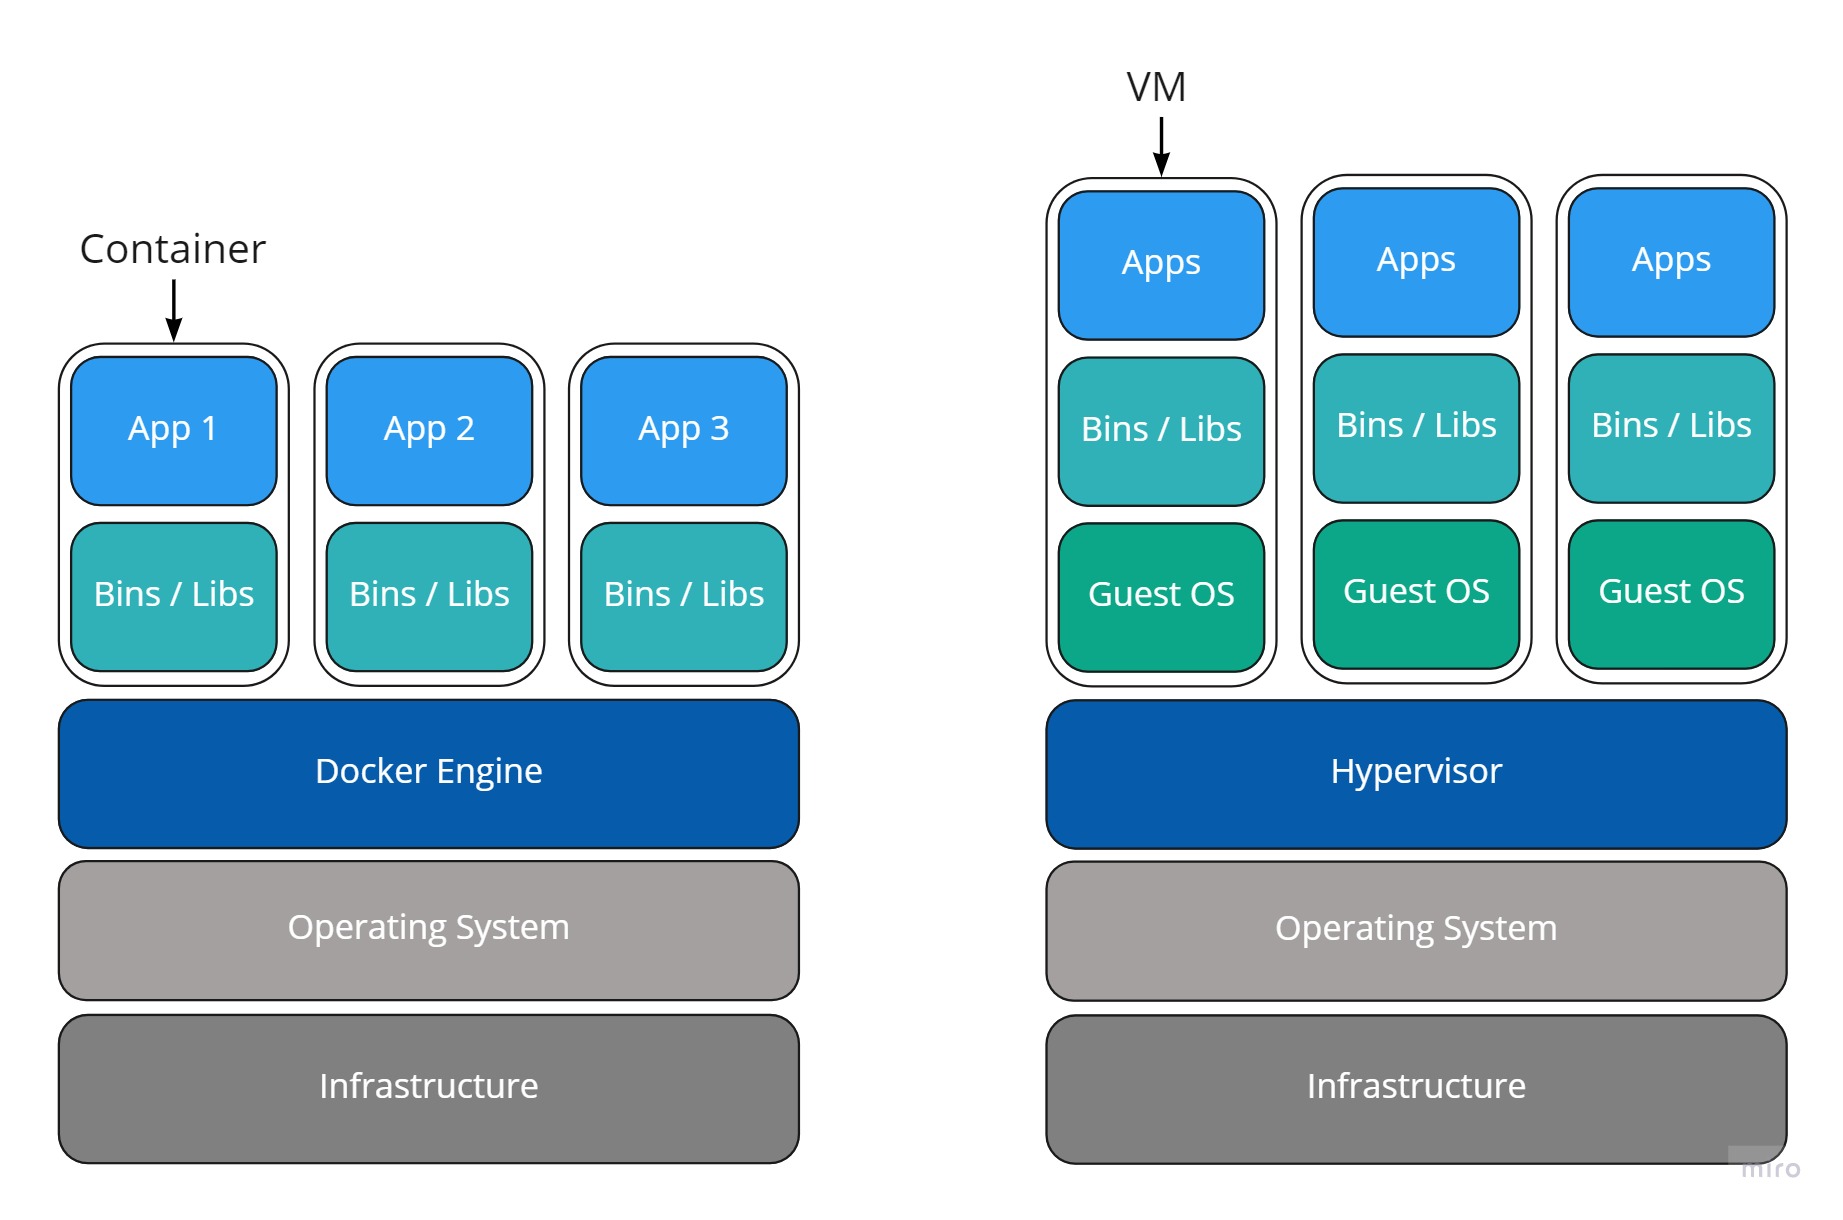 VM
Container
App 1
App 2
App 3
Bins / Libs
Bins / Libs
Bins / Libs
Docker Engine
Operating System
Infrastructure
Apps
Apps
Apps
Bins / Libs
Bins / Libs
Bins / Libs
Guest OS
Guest OS
Guest OS
Hypervisor
Operating System
Infrastructure
miro